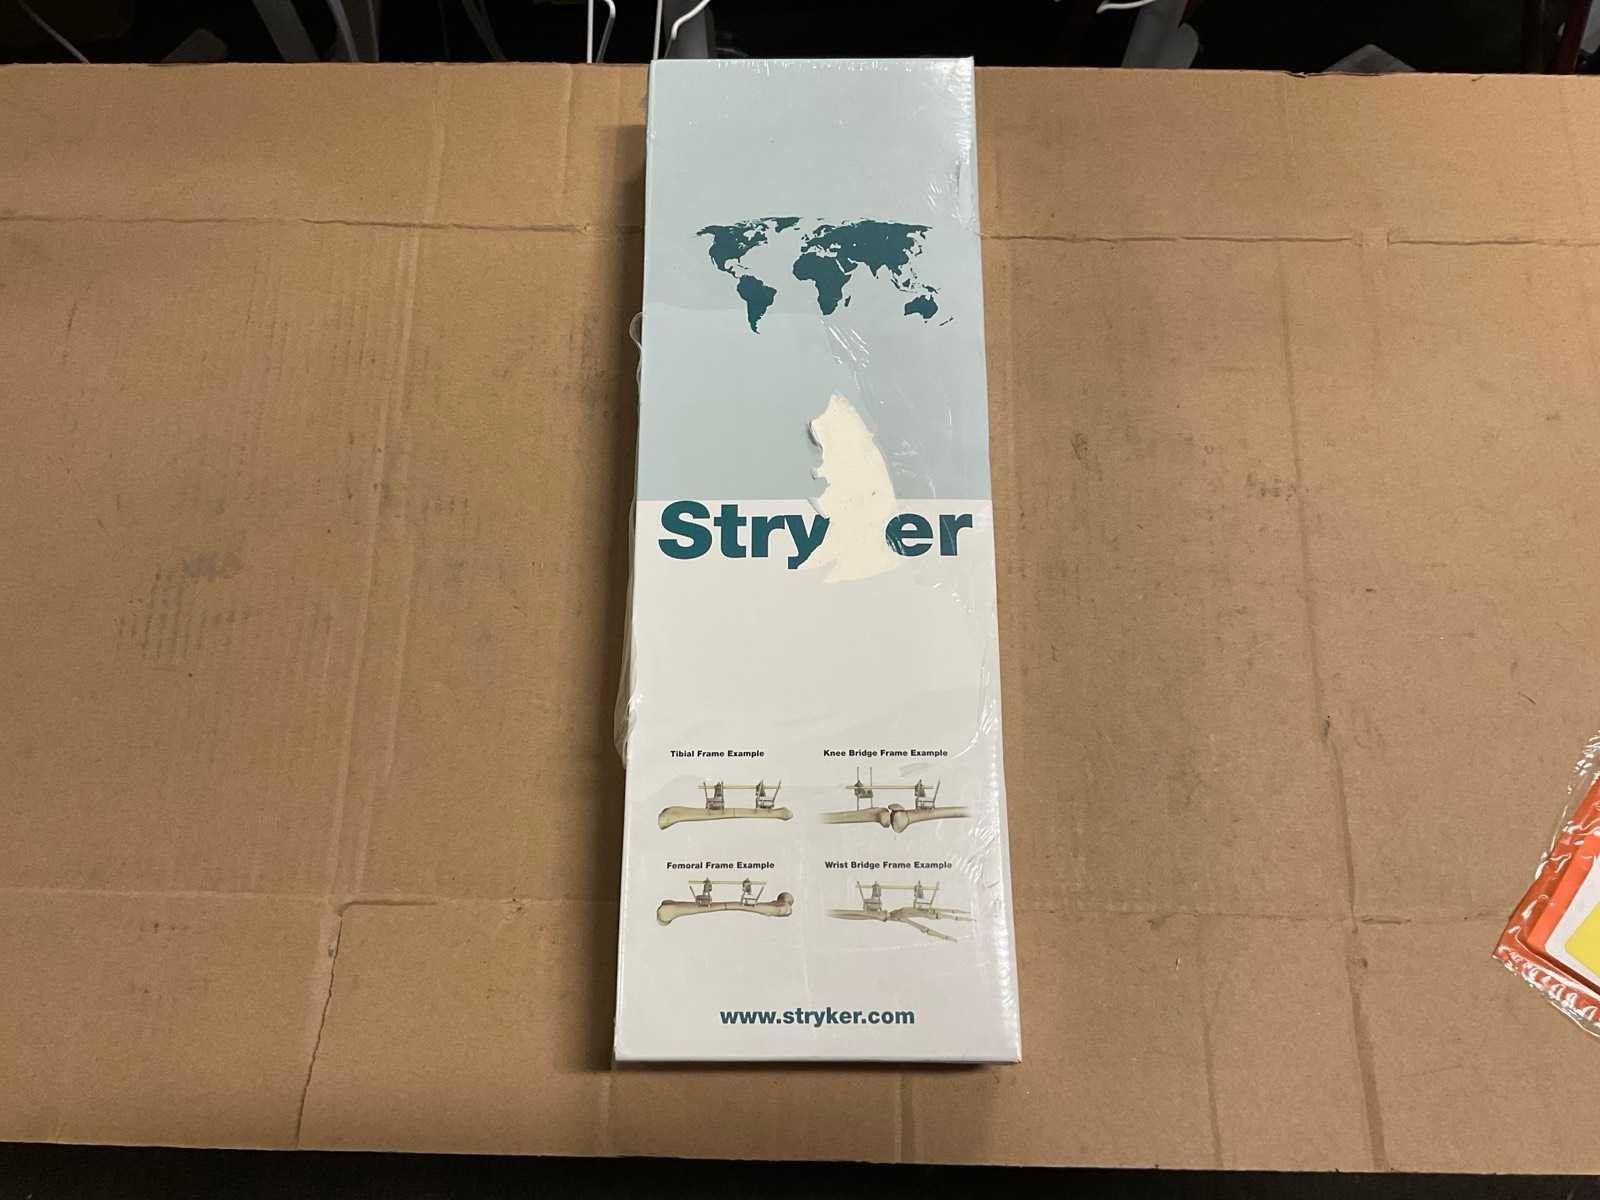 Stryker
Tibial Frame Example
Knee Bridge Frame Example
Femoral Frame Example
Wrist Bridge Frame Example
www.stryker.com